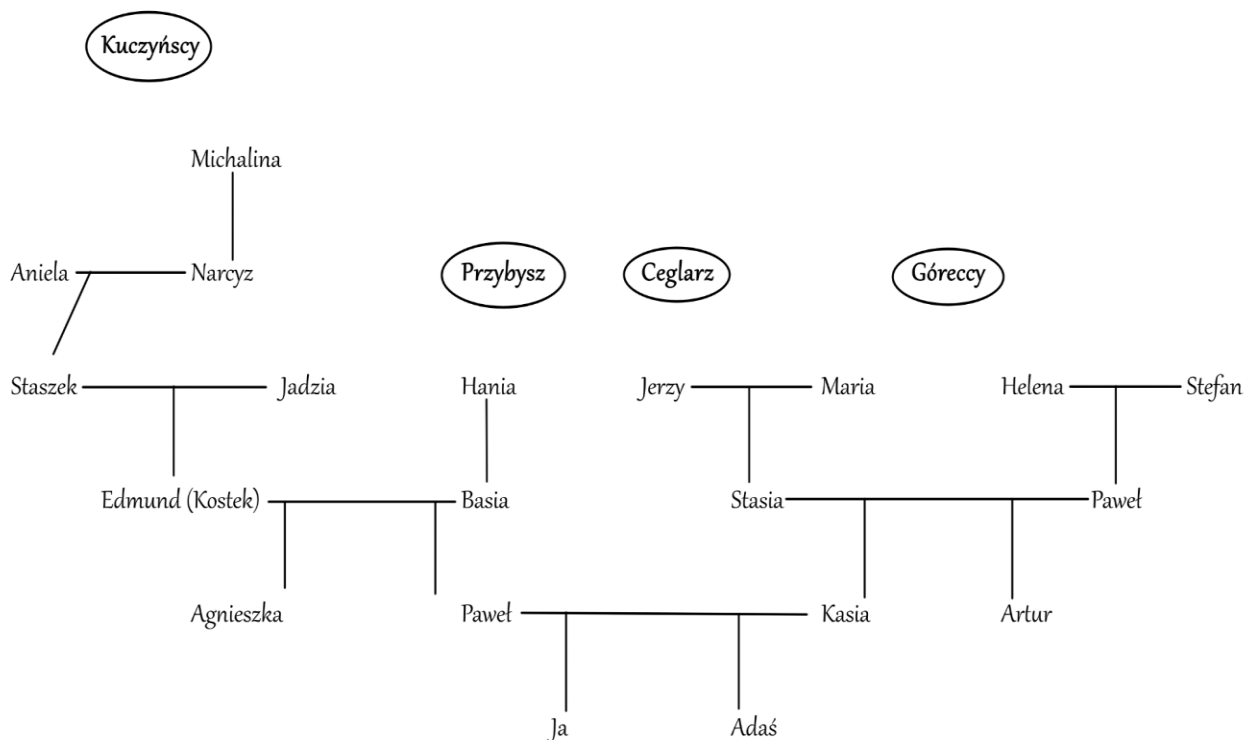 Kuczyńscy
Michalina
Aniela Narcyz Przybysz Ceglarz Góreccy
Staszek Jadzia Hania Jerzy Maria Helena Stefan
Edmund (Kostek) Basia Stasia Paweł
Agnieszka Paweł Kasia Artur
Ja Adaś